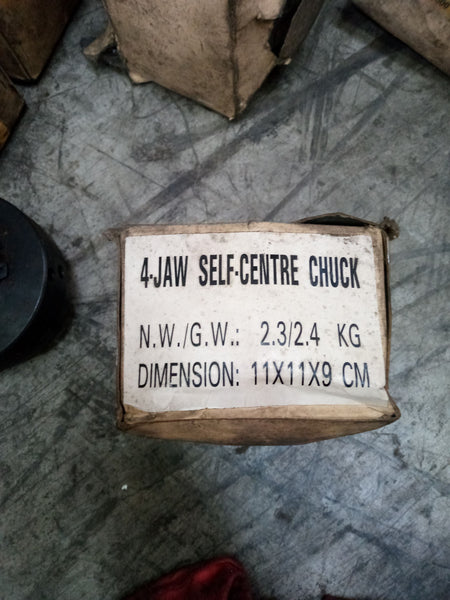 4-JAW SELF-CENTRE CHUCK
N.W./G.W.: 2.3/2.4 KG
DIMENSION: 11X11X9 CM